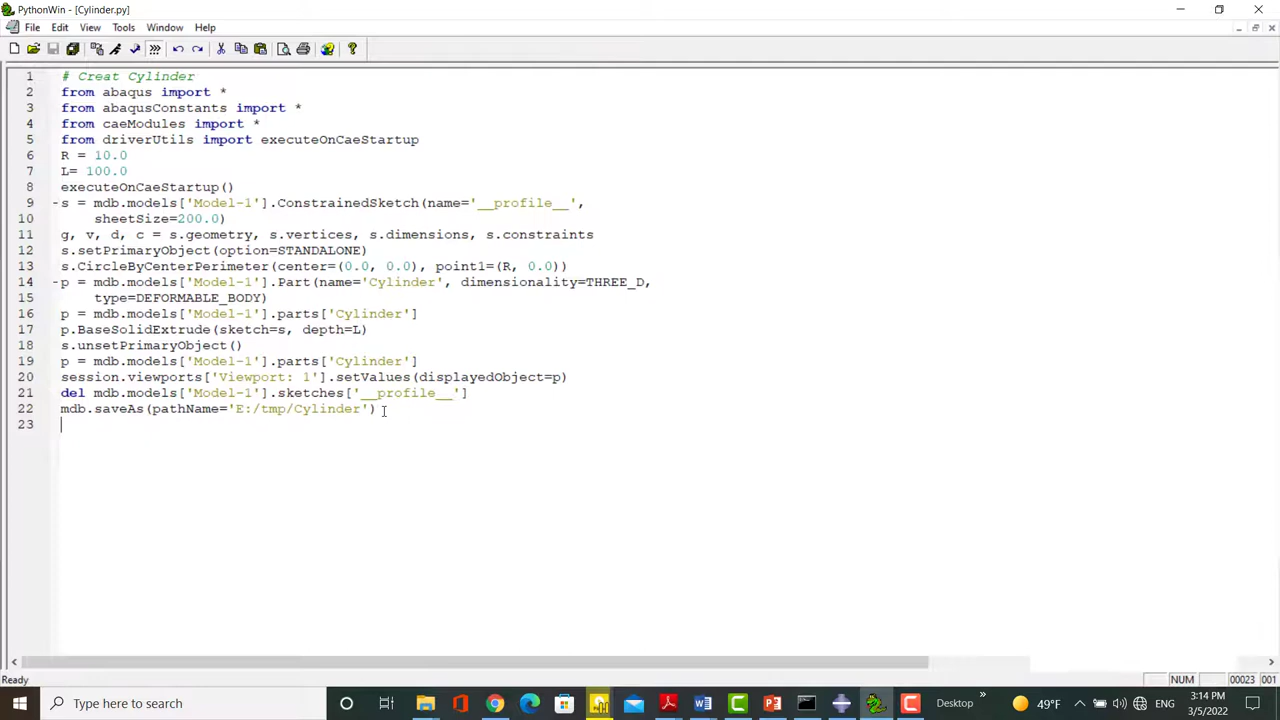 PythonWin - [Cylinder.py]
File Edit View Tools Window Help
1 # Creat Cylinder
2 from abaqus import *
3 from abaqusConstants import *
4 from caeModules import *
5 from driverUtils import executeOnCaeStartup
6 R = 10.0
7 L= 100.0
8 executeOnCaeStartup()
9 -s = mdb.models['Model-1'].ConstrainedSketch(name='__profile__',
10 sheetSize=200.0)
11 g, v, d, c = s.geometry, s.vertices, s.dimensions, s.constraints
12 s.setPrimaryObject(option=STANDALONE)
13 s.CircleByCenterPerimeter(center=(0.0, 0.0), point1=(R, 0.0))
14 -p = mdb.models['Model-1'].Part(name='Cylinder', dimensionality=THREE_D,
15 type=DEFORMABLE_BODY)
16 p = mdb.models['Model-1'].parts['Cylinder']
17 p.BaseSolidExtrude(sketch=s, depth=L)
18 s.unsetPrimaryObject()
19 p = mdb.models['Model-1'].parts['Cylinder']
20 session.viewports['Viewport: 1'].setValues(displayedObject=p)
21 del mdb.models['Model-1'].sketches['__profile__']
22 mdb.saveAs(pathName='E:/tmp/Cylinder')
23
Ready NUM 00023 001
Type here to search Desktop 49°F ENG 3:14 PM
3/5/2022